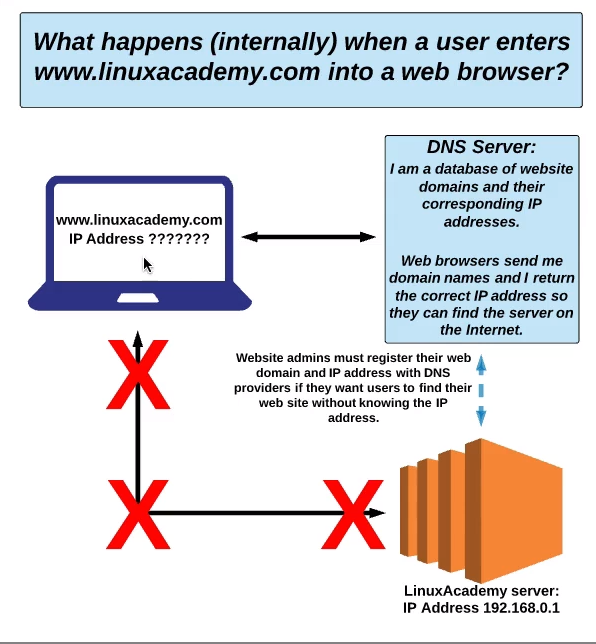 What happens (internally) when a user enters
www.linuxacademy.com into a web browser?
DNS Server:
I am a database of website
domains and their
corresponding IP
addresses.
Web browsers send me
domain names and I return
the correct IP address so
they can find the server on
the Internet.
www.linuxacademy.com
IP Address ???????
Website admins must register their web
domain and IP address with DNS
providers if they want users to find their
web site without knowing the IP
address.
X
X
X
LinuxAcademy server:
IP Address 192.168.0.1